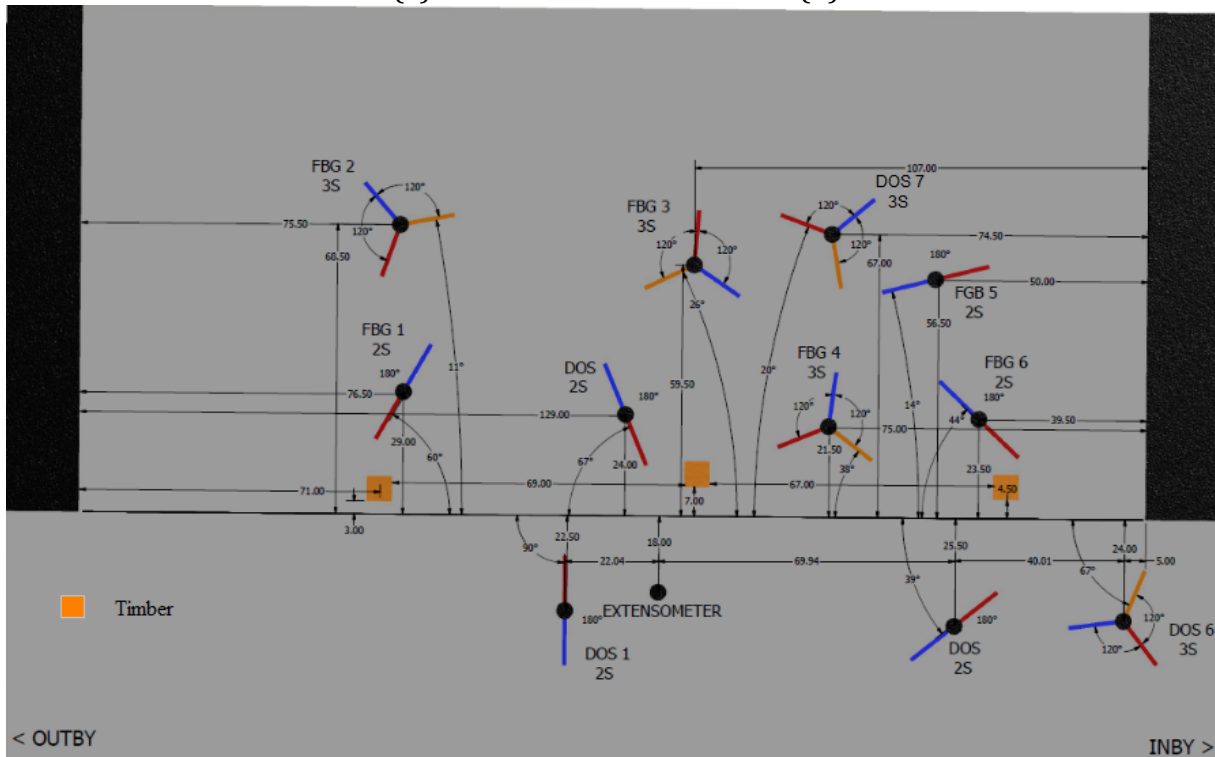 107.00
FBG 2
3S
120°
DOS 7
3S
FBG 3
3S
120°
75.50
120°
68.50
120°
120°
26°
120°
67.00
74.50
180°
50.00
FGB 5
2S
56.50
FBG 1
2S
180°
76.50
11°
DOS
2S
180°
59.50
20°
FBG 4
3S
14°
FBG 6
2S
180°
129.00
120°
120°
75.00
44°
39.50
29.00
60°
67°
24.00
21.50
38°
23.50
71.00
69.00
7.00
67.00
4.50
3.00
22.50
90°
22.04
18.00
69.94
25.50
40.01
24.00
5.00
39°
67°
Timber
180°
EXTENSOMETER
180°
120°
120°
DOS 1
2S
DOS
2S
DOS 6
3S
< OUTBY
INBY >